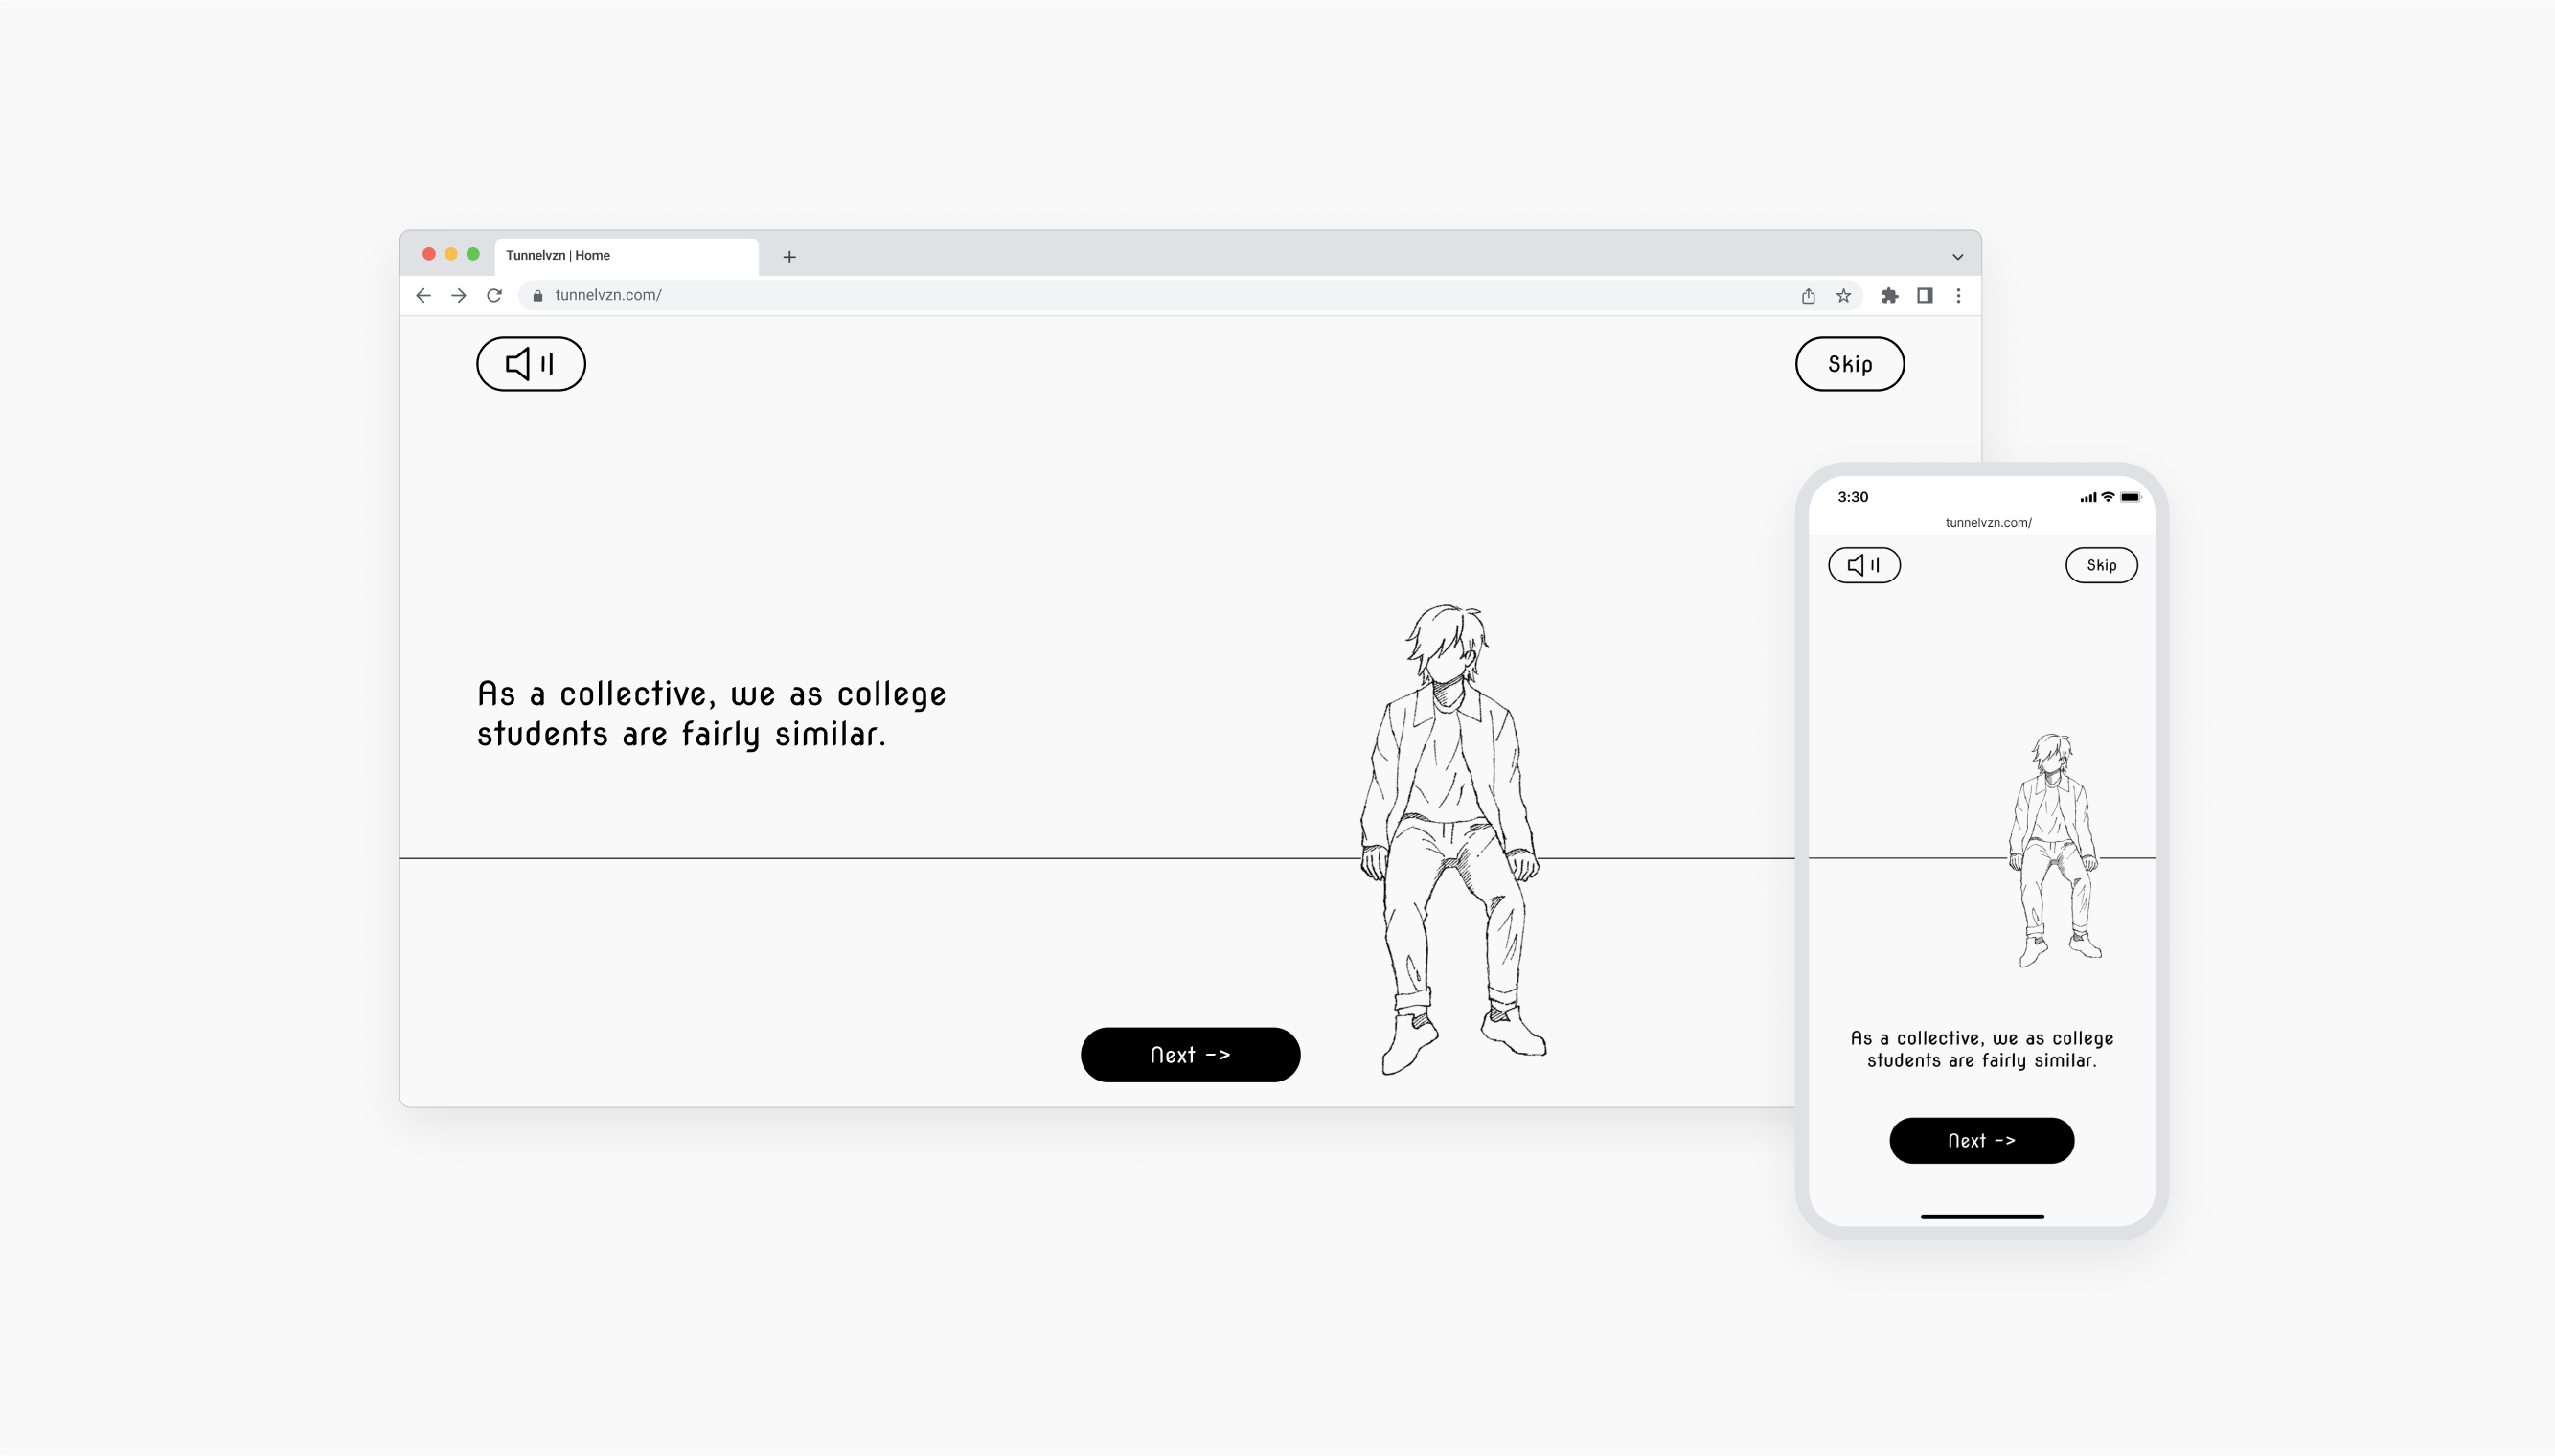 Tunnelvzn | Home
tunnelvzn.com/
Skip
As a collective, we as college
students are fairly similar.
Next ->
3:30
tunnelvzn.com/
Skip
As a collective, we as college
students are fairly similar.
Next ->